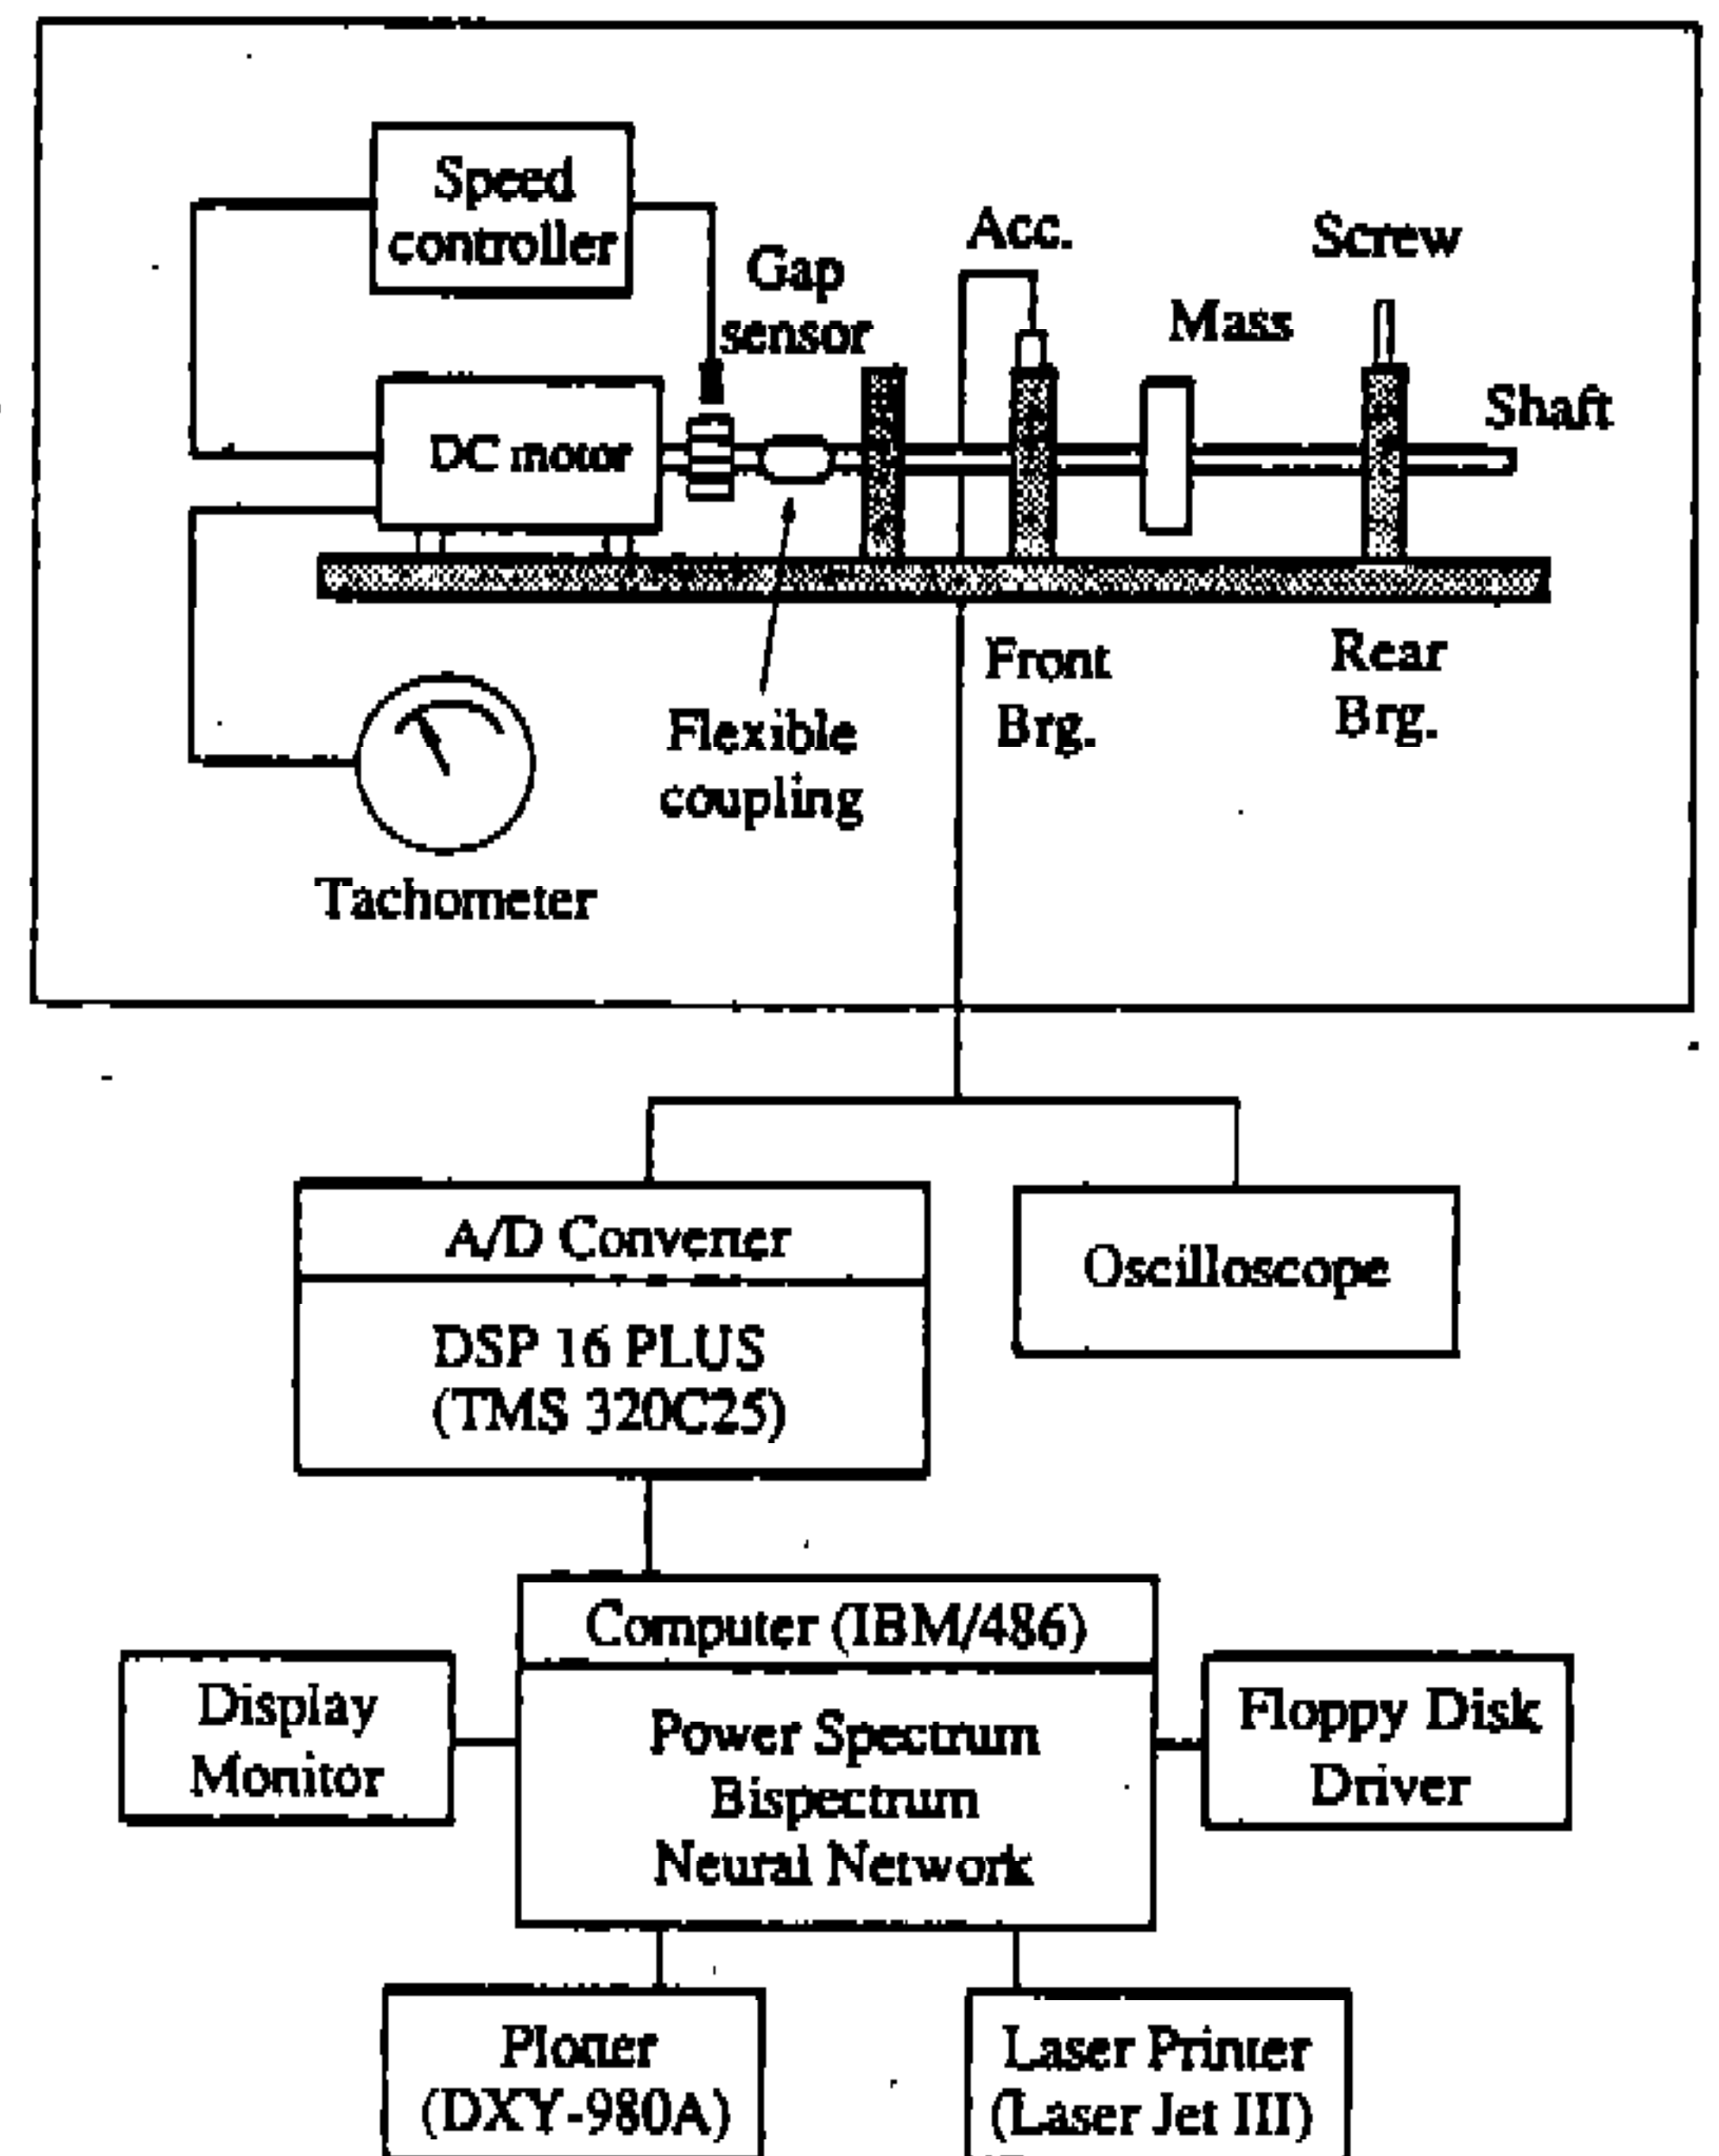 Speed
controller
Gap
sensor
Acc.
Mass
Screw
Shaft
DC motor
Front
Brg.
Rear
Brg.
Flexible
coupling
Tachometer
A/D Converter
DSP 16 PLUS
(TMS 320C25)
Oscilloscope
Computer (IBM/486)
Power Spectrum
Bispectrum
Neural Network
Display
Monitor
Floppy Disk
Driver
Plotter
(DXY-980A)
Laser Printer
(Laser Jet III)